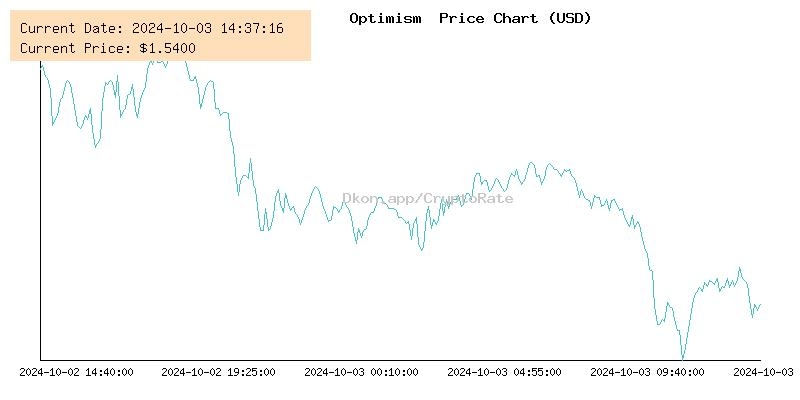 Optimism  Price Chart (USD)
Current Date: 2024-10-03 14:37:16
Current Price: $1.5400
Dkon.app/CryptoRate
2024-10-02 14:40:00 2024-10-02 19:25:00 2024-10-03 00:10:00 2024-10-03 04:55:00 2024-10-03 09:40:00 2024-10-03